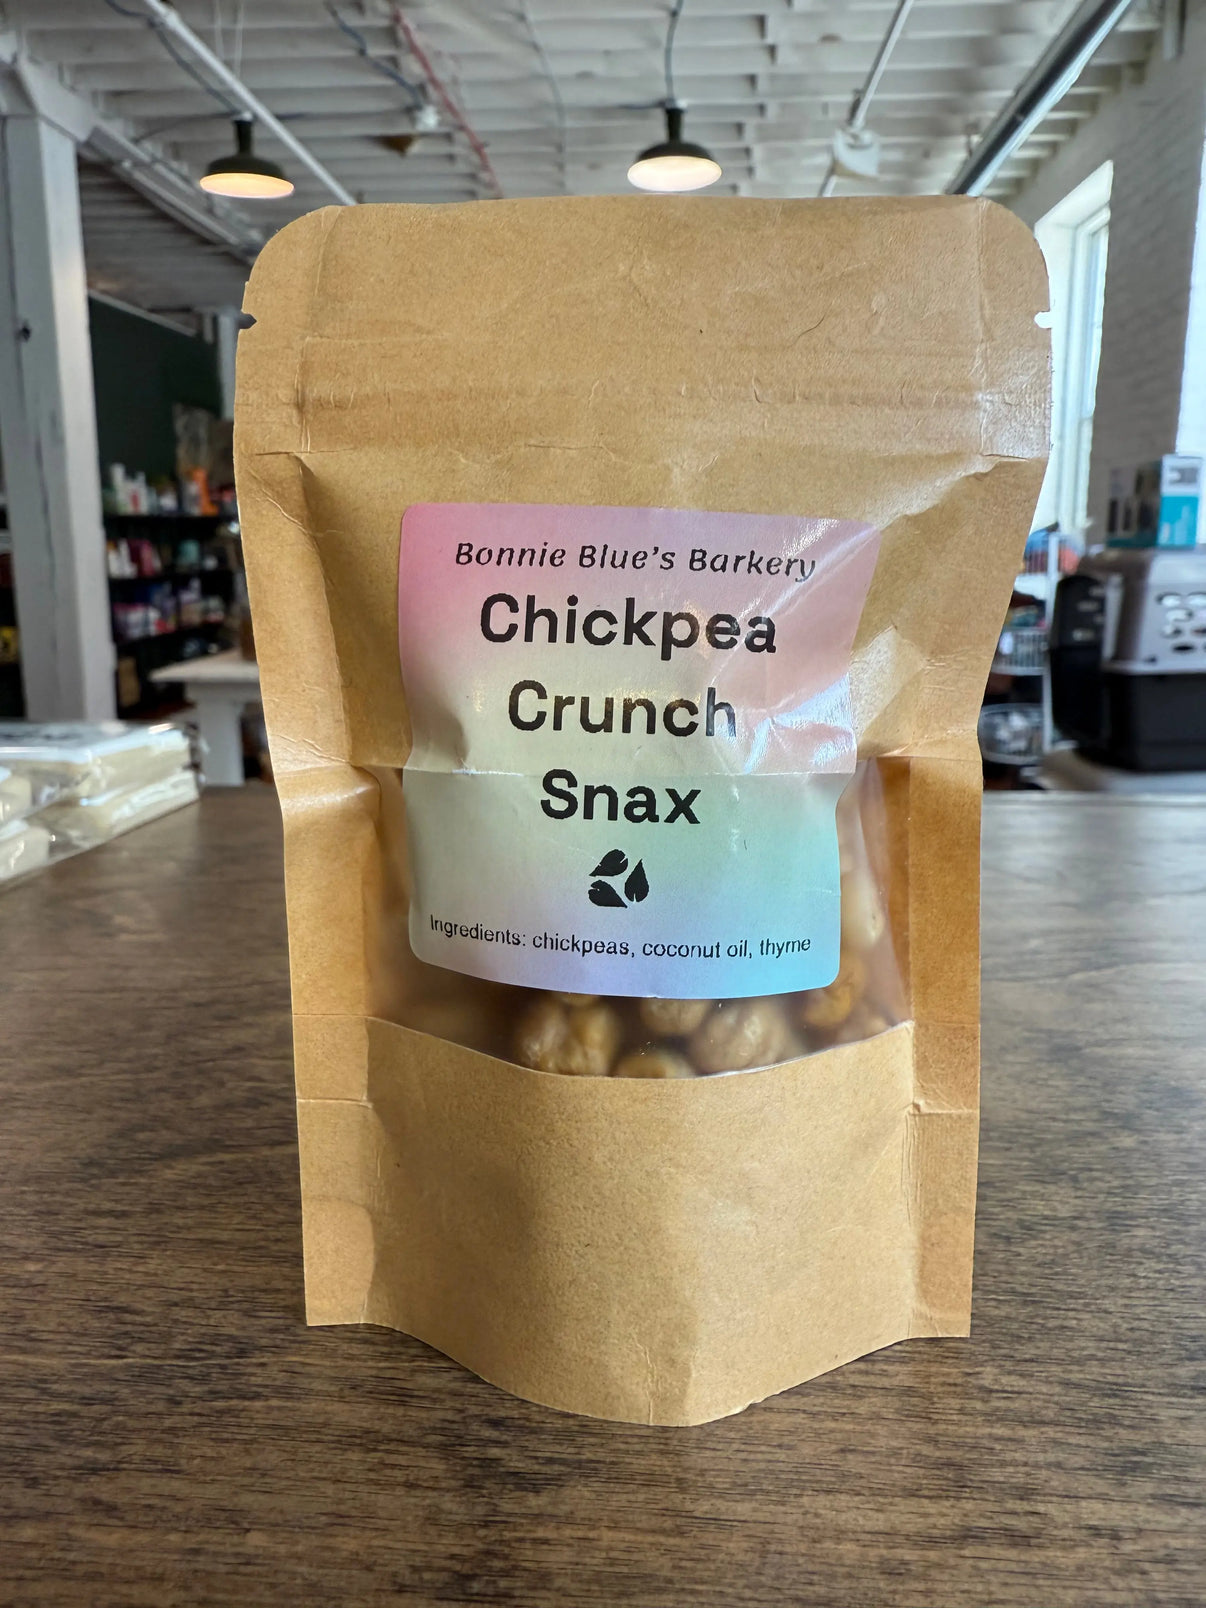 Bonnie Blue's Barkery
Chickpea
Crunch
Snax
Ingredients: chickpeas, coconut oil, thyme